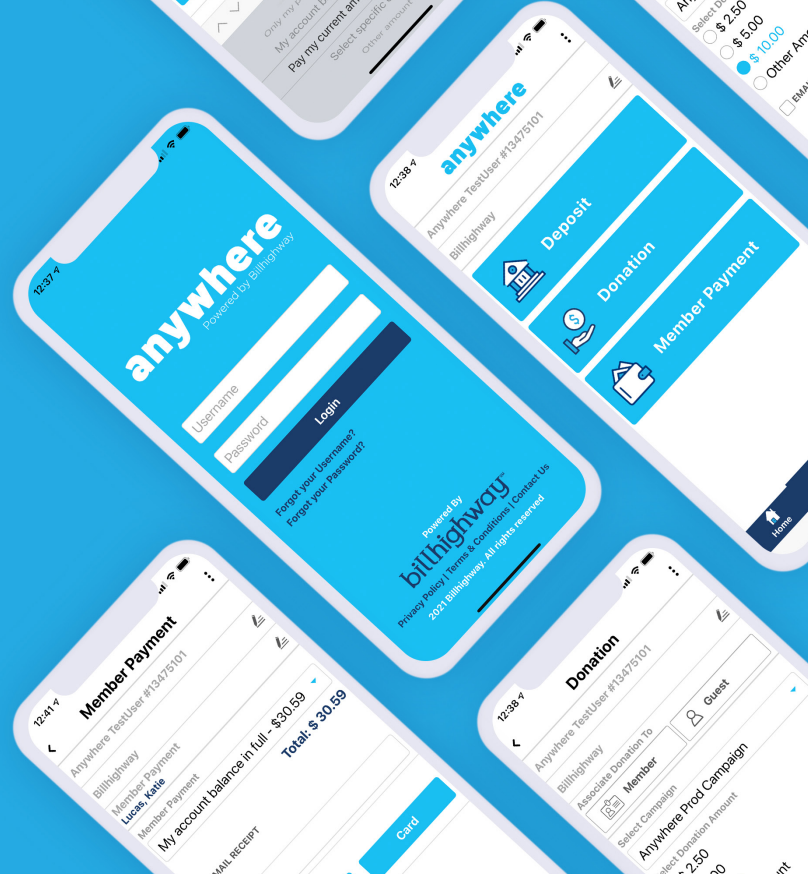 My account b
Pay my current am
Select specific
Other amount
$ 2.50
$ 5.00
$ 10.00
Other Am
12:38
anywhere
Anywhere TestUser #13475101
Billhighway
Deposit
Donation
Member Payment
Home
12:37
anywhere
Powered by Billhighway
Username
Password
Login
Forgot your Username?
Forgot your Password?
Powered By
billhighway™
Privacy Policy | Terms & Conditions | Contact Us
2021 Billhighway. All rights reserved
12:41
Member Payment
Anywhere TestUser #13475101
Billhighway
Member Payment
Lucas, Katie
Member Payment
My account balance in full - $30.59
Total: $ 30.59
MAIL RECEIPT
Card
12:38
Donation
Anywhere TestUser #13475101
Billhighway
Associate Donation To
Member
Guest
Select Campaign
Anywhere Prod Campaign
elect Donation Amount
$ 2.50